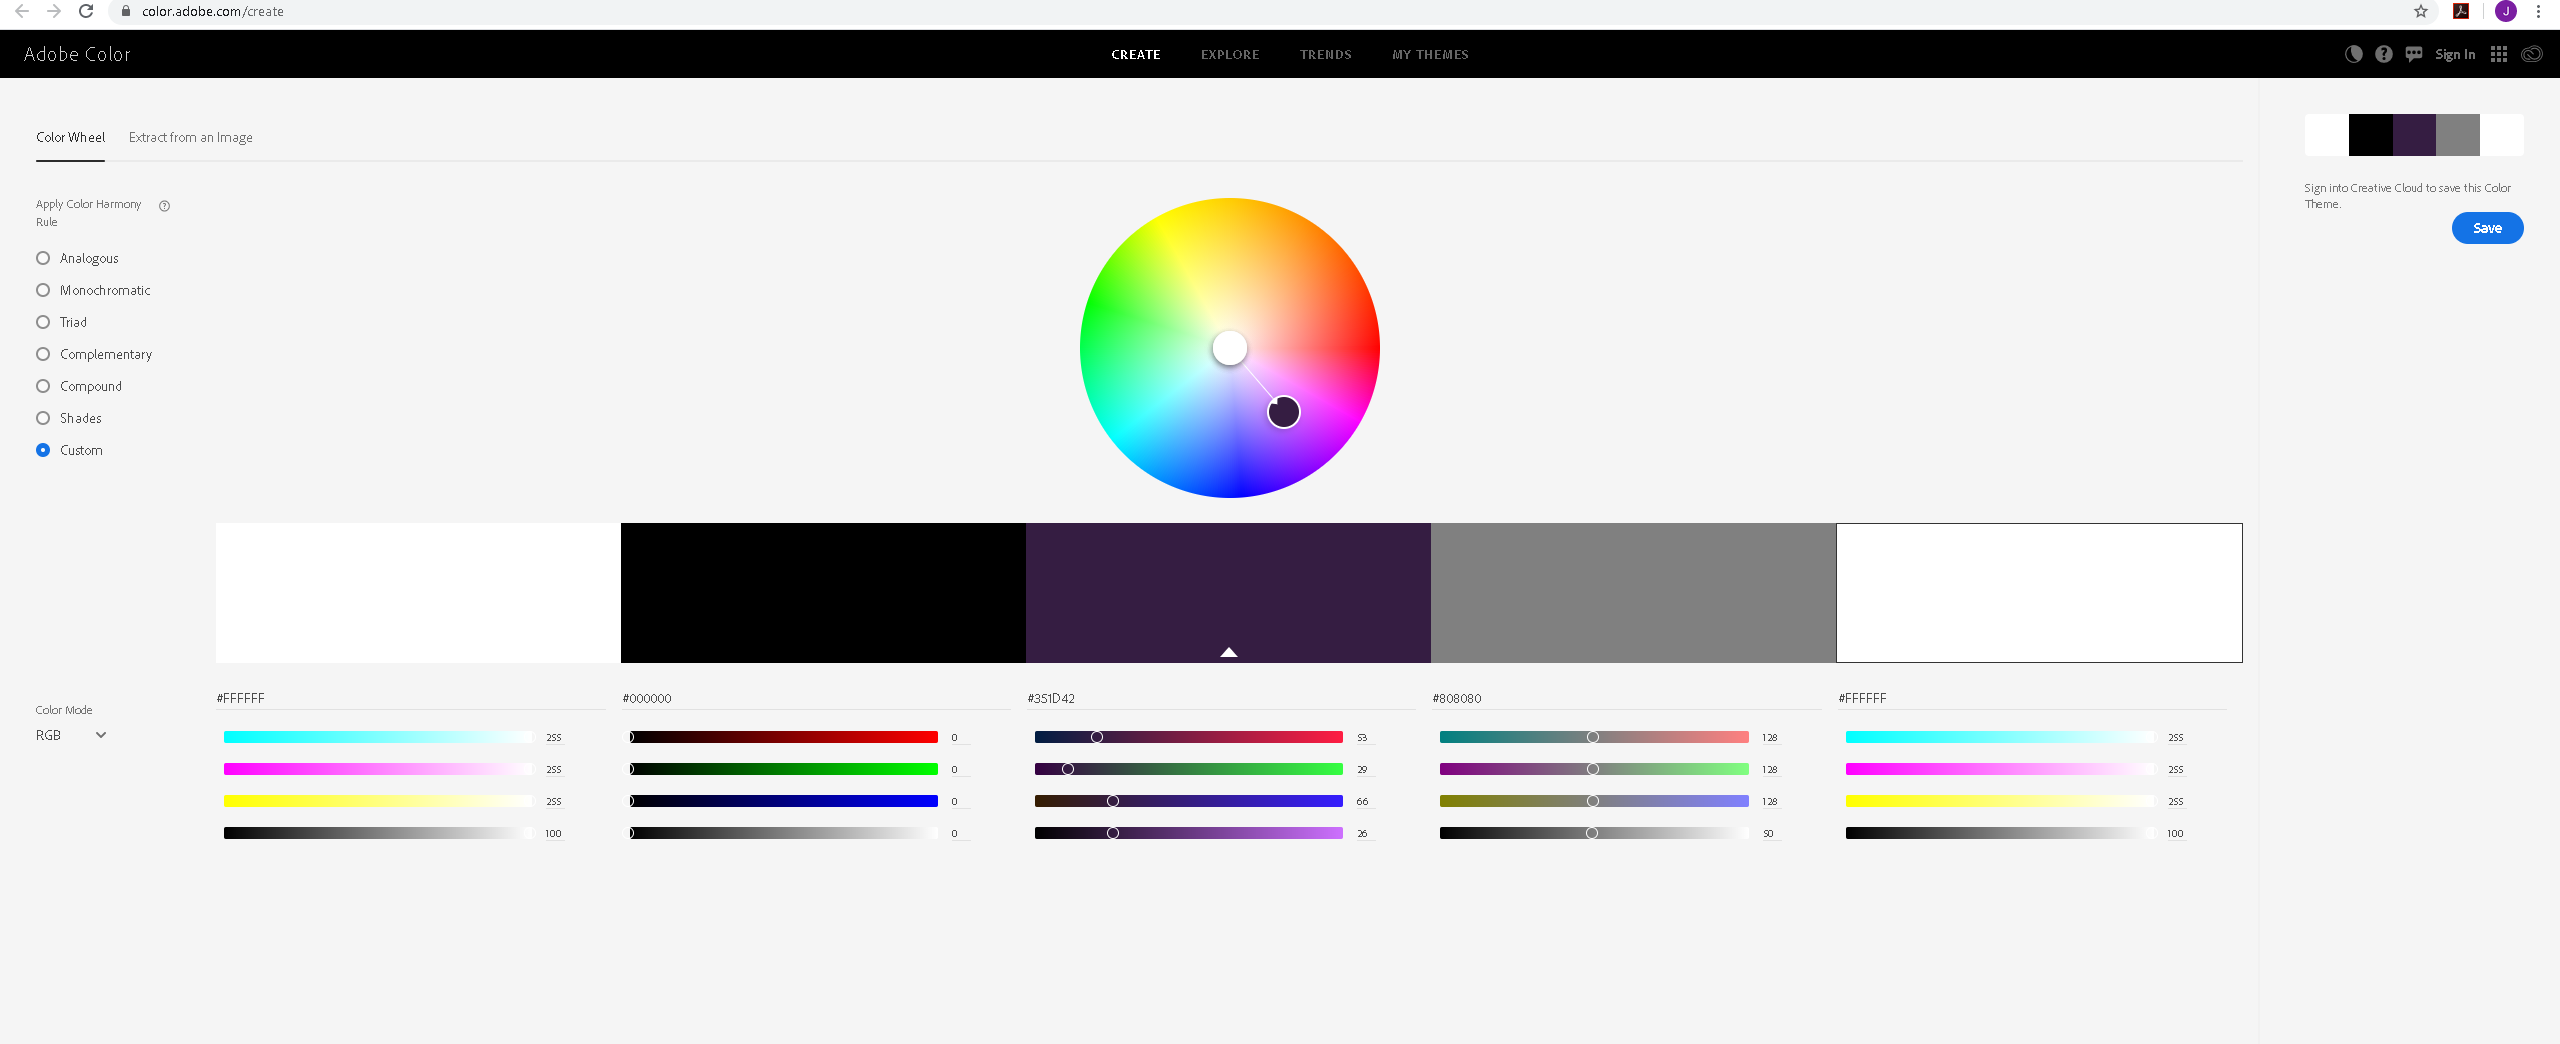 color.adobe.com/create
J
Adobe Color
CREATE EXPLORE TRENDS MY THEMES
Sign In
Color Wheel Extract from an Image
Sign into Creative Cloud to save this Color
Theme.
Save
Apply Color Harmony
Rule
Analogous
Monochromatic
Triad
Complementary
Compound
Shades
Custom
#FFFFFF #000000 #351D42 #808080 #FFFFFF
Color Mode
RGB
255 0 53 128 255
255 0 29 128 255
255 0 66 128 255
100 0 26 50 100